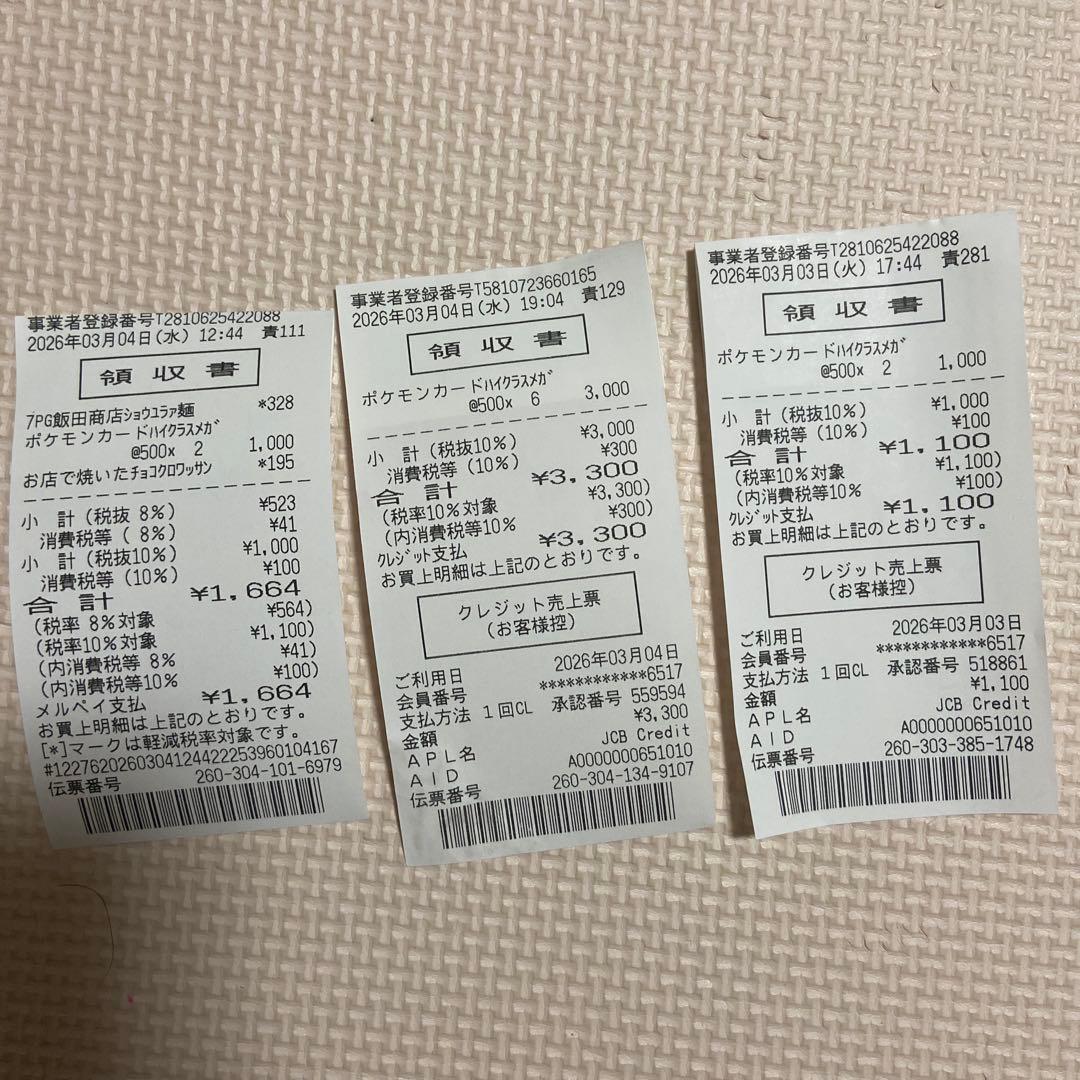 事業者登録番号T2810625422088
2026年03月04日(水) 12:44 責111
領収書
7PG飯田商店ｼｮｳﾕﾗｧ麺 *328
ポケモンカードﾊｲｸﾗｽﾒｶﾞ
@500x 2 1,000
お店で焼いたﾁｮｺｸﾛﾜｯｻﾝ *195
小 計(税抜 8%) ¥523
消費税等( 8%) ¥41
小 計(税抜10%) ¥1,000
消費税等(10%) ¥100
合計 ¥1,664
(税率 8%対象 ¥564)
(税率10%対象 ¥1,100)
(内消費税等 8% ¥41)
(内消費税等10% ¥100)
メルペイ支払 ¥1,664
お買上明細は上記のとおりです。
[*]マークは軽減税率対象です。
#122762026030412442225396010​4167
伝票番号 260-304-101-6979
事業者登録番号T5810723660165
2026年03月04日(水) 19:04 責129
領収書
ポケモンカードﾊｲｸﾗｽﾒｶﾞ
@500x 6 3,000
小 計(税抜10%) ¥3,000
消費税等(10%) ¥300
合計 ¥3,300
(税率10%対象 ¥3,300)
(内消費税等10% ¥300)
ｸﾚｼﾞｯﾄ支払 ¥3,300
お買上明細は上記のとおりです。
クレジット売上票
(お客様控)
ご利用日 2026年03月04日
会員番号 ************6517
支払方法 1回CL 承認番号 559594
金額 ¥3,300
APL名 JCB Credit
AID A0000000651010
伝票番号 260-304-134-9107
事業者登録番号T2810625422088
2026年03月03日(火) 17:44 責281
領収書
ポケモンカードﾊｲｸﾗｽﾒｶﾞ
@500x 2 1,000
小 計(税抜10%) ¥1,000
消費税等(10%) ¥100
合計 ¥1,100
(税率10%対象 ¥1,100)
(内消費税等10% ¥100)
ｸﾚｼﾞｯﾄ支払 ¥1,100
お買上明細は上記のとおりです。
クレジット売上票
(お客様控)
ご利用日 2026年03月03日
会員番号 ************6517
支払方法 1回CL 承認番号 518861
金額 ¥1,100
APL名 JCB Credit
AID A0000000651010
伝票番号 260-303-385-1748